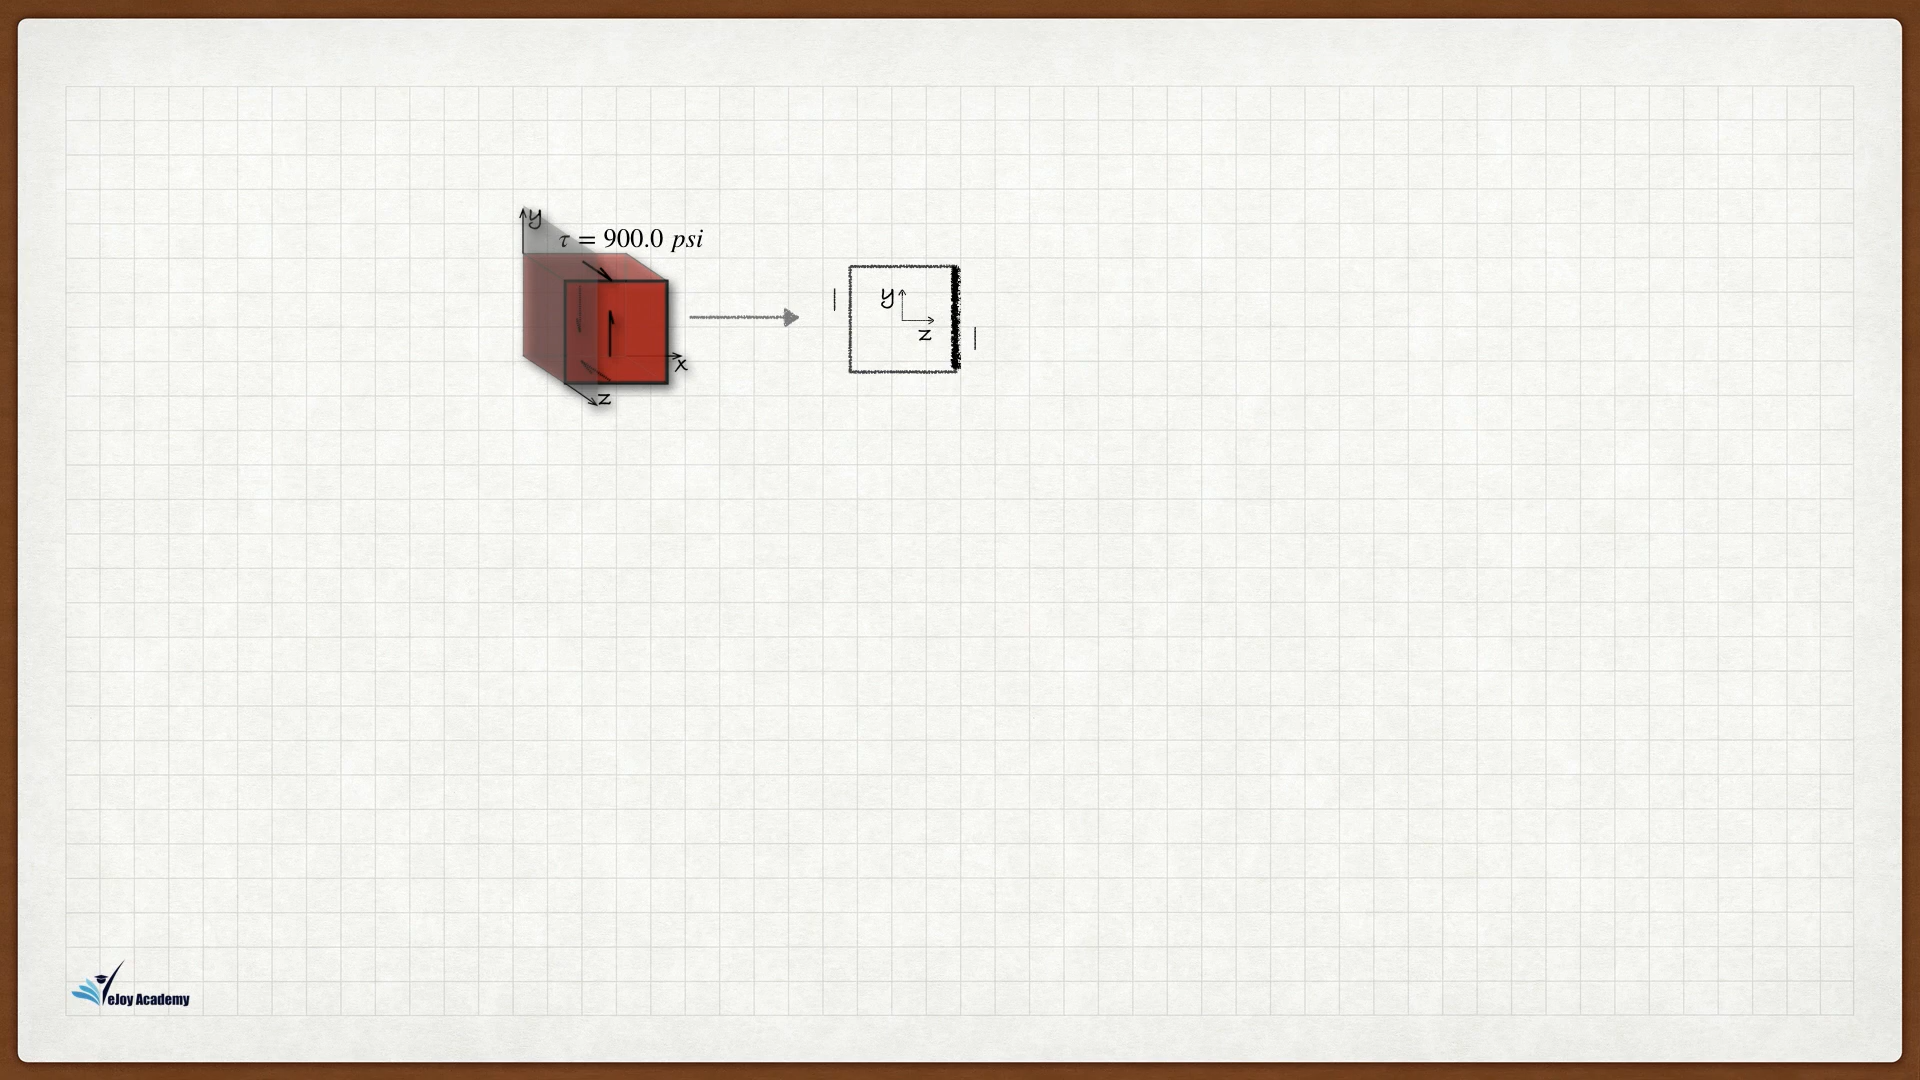 y
τ = 900.0 psi
y
z
x
z
eJoy Academy